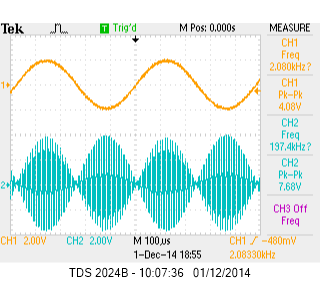 Tek Trig'd M Pos: 0.000s MEASURE
CH1
Freq
2.080kHz?
1 CH1
Pk-Pk
4.08V
CH2
Freq
197.4kHz?
2 CH2
Pk-Pk
7.68V
CH3 Off
Freq
CH1 2.00V CH2 2.00V M 100µs CH1 -480mV
1-Dec-14 18:55 2.08330kHz
TDS 2024B - 10:07:36 01/12/2014